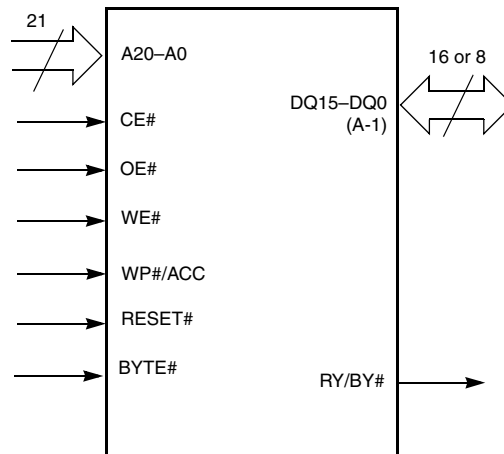 21
A20–A0
16 or 8
CE#
DQ15–DQ0
(A-1)
OE#
WE#
WP#/ACC
RESET#
BYTE#
RY/BY#